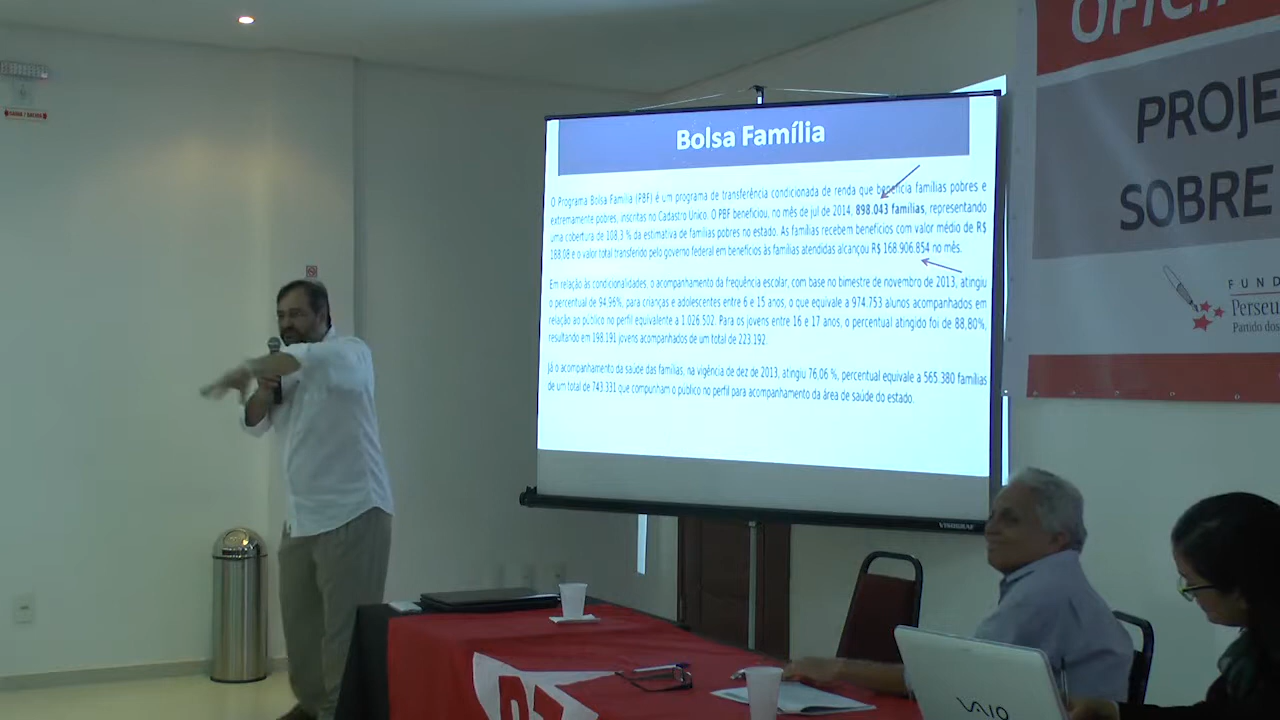 Bolsa Família
O Programa Bolsa Família (PBF) é um programa de transferência condicionada de renda que beneficia famílias pobres e
extremamente pobres, inscritas no Cadastro Único. O PBF beneficiou, no mês de jul de 2014, 898.043 famílias, representando
uma cobertura de 108,3 % da estimativa de famílias pobres no estado. As famílias recebem benefícios com valor médio de R$
188,08 e o valor total transferido pelo governo federal em benefícios às famílias atendidas alcançou R$ 168.906.854 no mês.
Em relação às condicionalidades, o acompanhamento da frequência escolar, com base no bimestre de novembro de 2013, atingiu
o percentual de 94,96%, para crianças e adolescentes entre 6 e 15 anos, o que equivale a 974.753 alunos acompanhados em
relação ao público no perfil equivalente a 1.026.502. Para os jovens entre 16 e 17 anos, o percentual atingido foi de 88,80%,
resultando em 198.191 jovens acompanhados de um total de 223.192.
Já o acompanhamento da saúde das famílias, na vigência de dez de 2013, atingiu 76,06 %, percentual equivale a 565.380 famílias
de um total de 743.331 que compunham o público no perfil para acompanhamento da área de saúde do estado.
VISOGRAF
OFICI
PROJE
SOBRE
FUND
Perseu
Partido dos
PT
VAIO